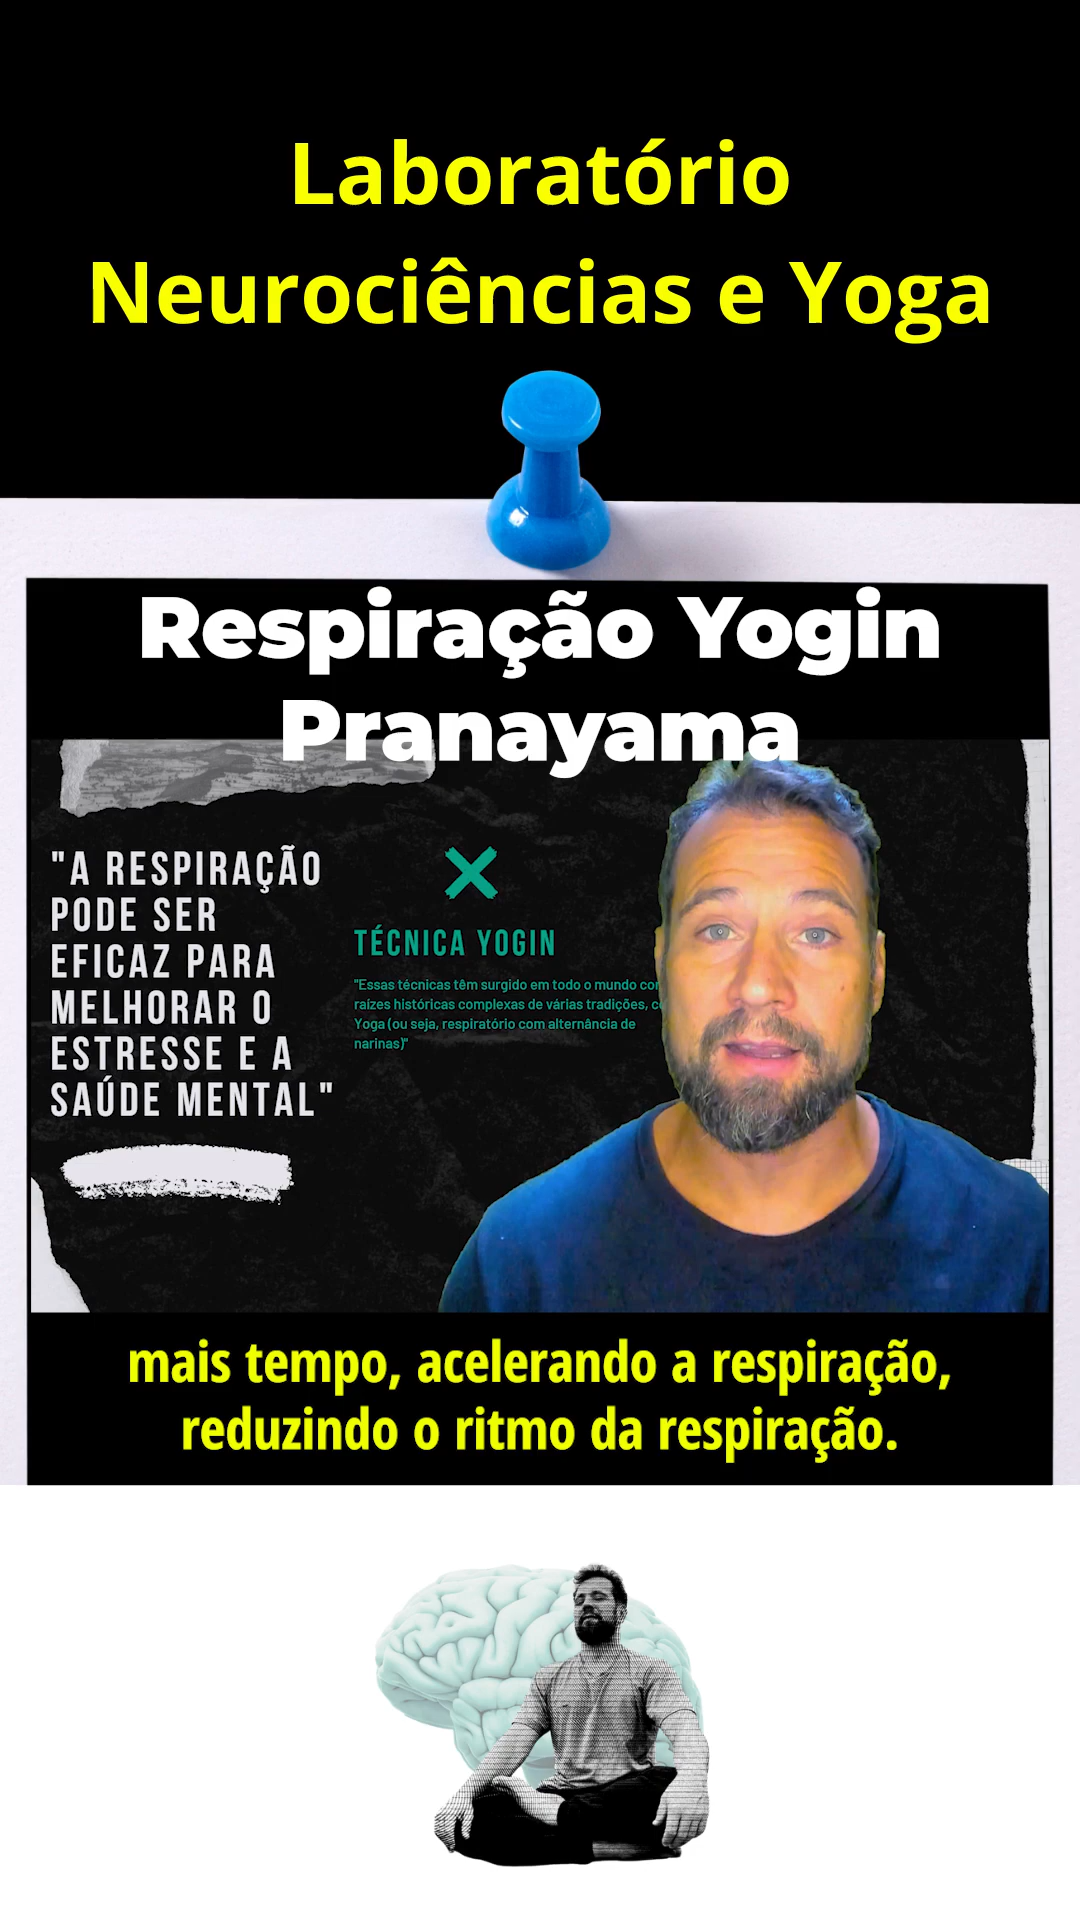 Laboratório
Neurociências e Yoga
Respiração Yogin
Pranayama
"A RESPIRAÇÃO
PODE SER
EFICAZ PARA
MELHORAR O
ESTRESSE E A
SAÚDE MENTAL"
TÉCNICA YOGIN
"Essas técnicas têm surgido em todo o mundo
raízes históricas complexas de várias tradições,
Yoga (ou seja, respiratório com alternância de
narinas)"
mais tempo, acelerando a respiração,
reduzindo o ritmo da respiração.